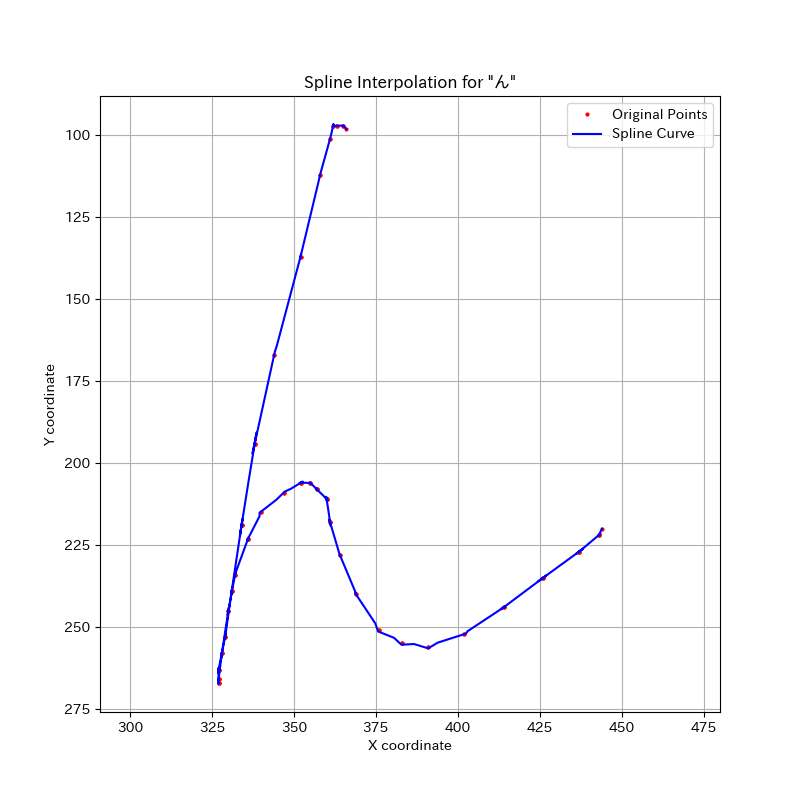 Spline Interpolation for "ん"
Original Points
Spline Curve
Y coordinate
100
125
150
175
200
225
250
275
300 325 350 375 400 425 450 475
X coordinate